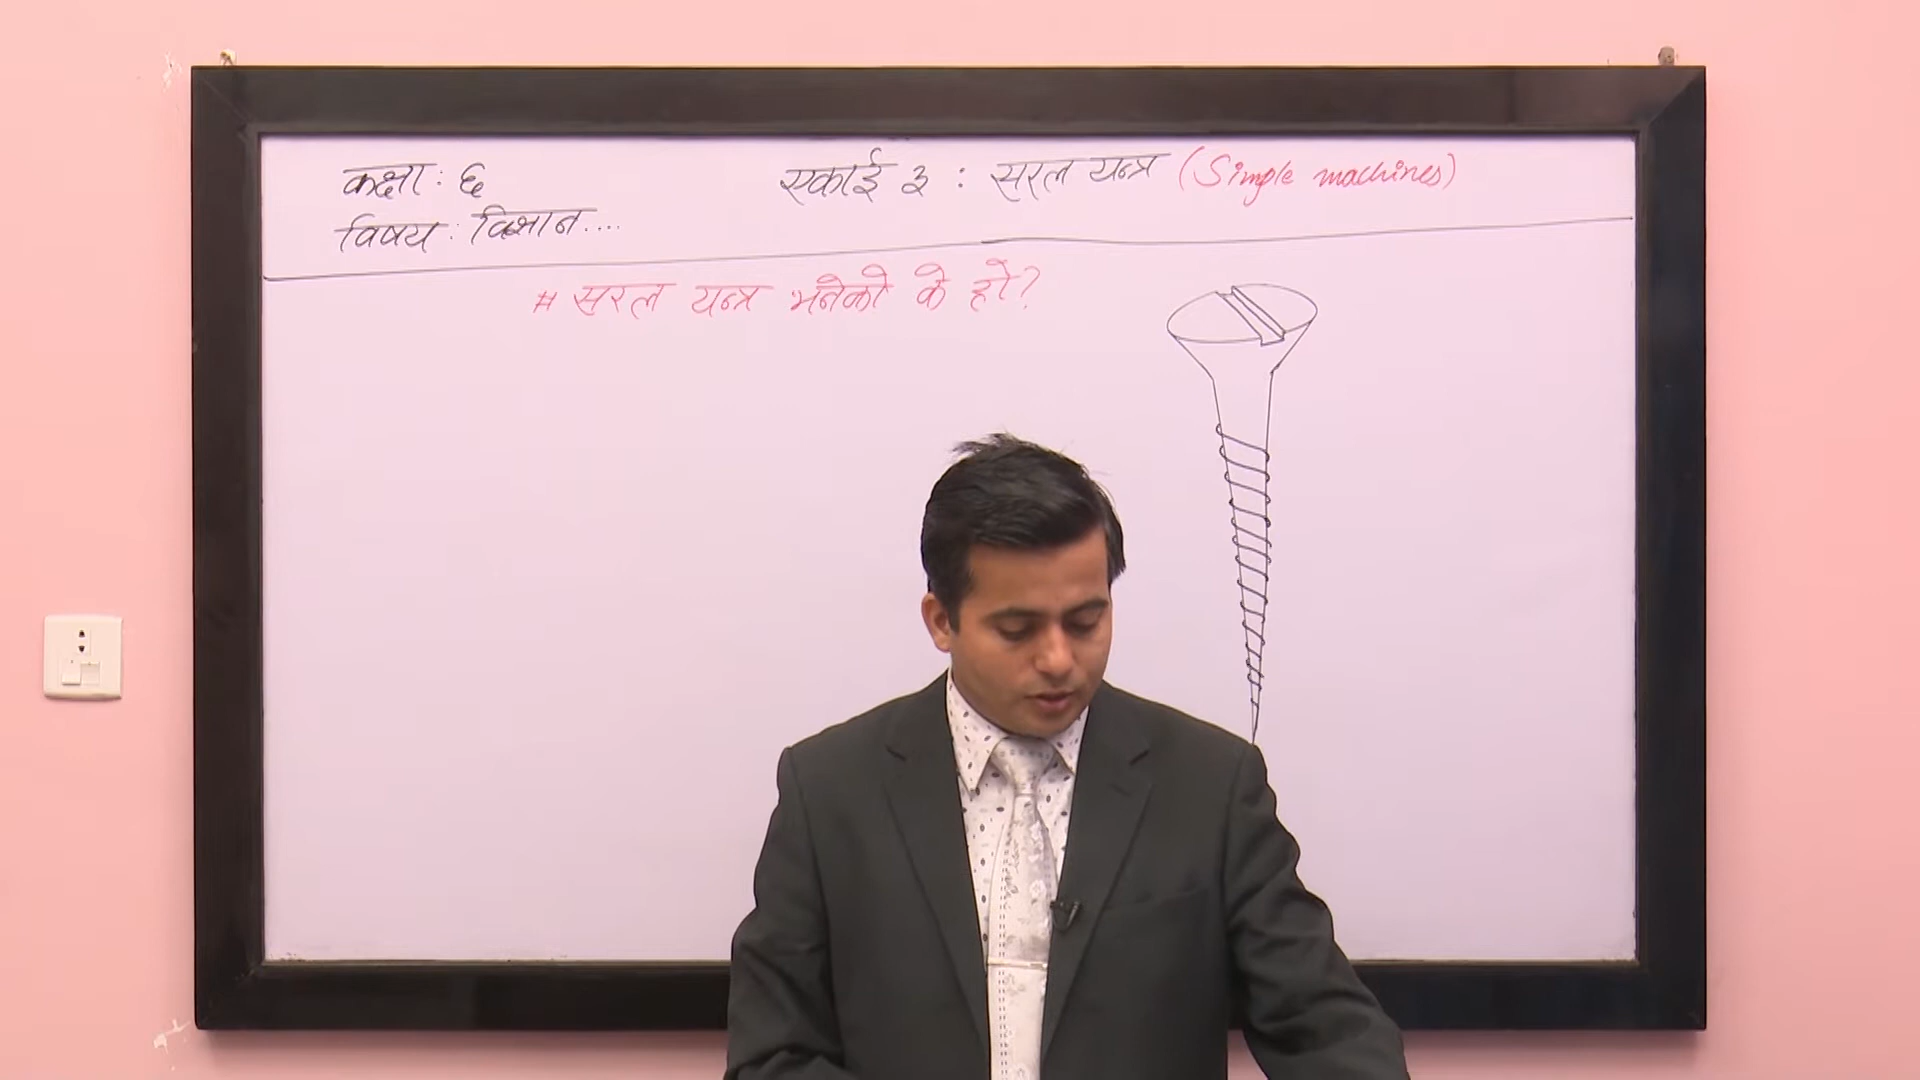 कक्षा: ६
एकाई ३: सरल यन्त्र (Simple machines)
विषय: विज्ञान....
# सरल यन्त्र भनेको के हो?